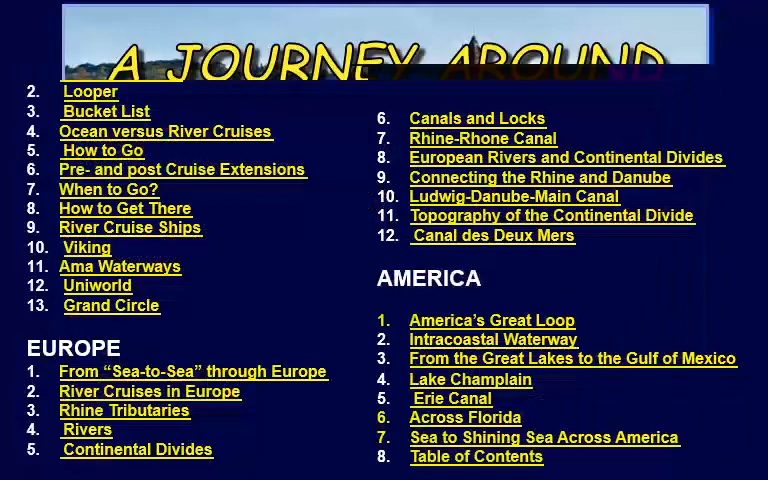 A JOURNEY AROUND
2. Looper
3. Bucket List
4. Ocean versus River Cruises
5. How to Go
6. Pre- and post Cruise Extensions
7. When to Go?
8. How to Get There
9. River Cruise Ships
10. Viking
11. Ama Waterways
12. Uniworld
13. Grand Circle
EUROPE
1. From “Sea-to-Sea” through Europe
2. River Cruises in Europe
3. Rhine Tributaries
4. Rivers
5. Continental Divides
6. Canals and Locks
7. Rhine-Rhone Canal
8. European Rivers and Continental Divides
9. Connecting the Rhine and Danube
10. Ludwig-Danube-Main Canal
11. Topography of the Continental Divide
12. Canal des Deux Mers
AMERICA
1. America’s Great Loop
2. Intracoastal Waterway
3. From the Great Lakes to the Gulf of Mexico
4. Lake Champlain
5. Erie Canal
6. Across Florida
7. Sea to Shining Sea Across America
8. Table of Contents